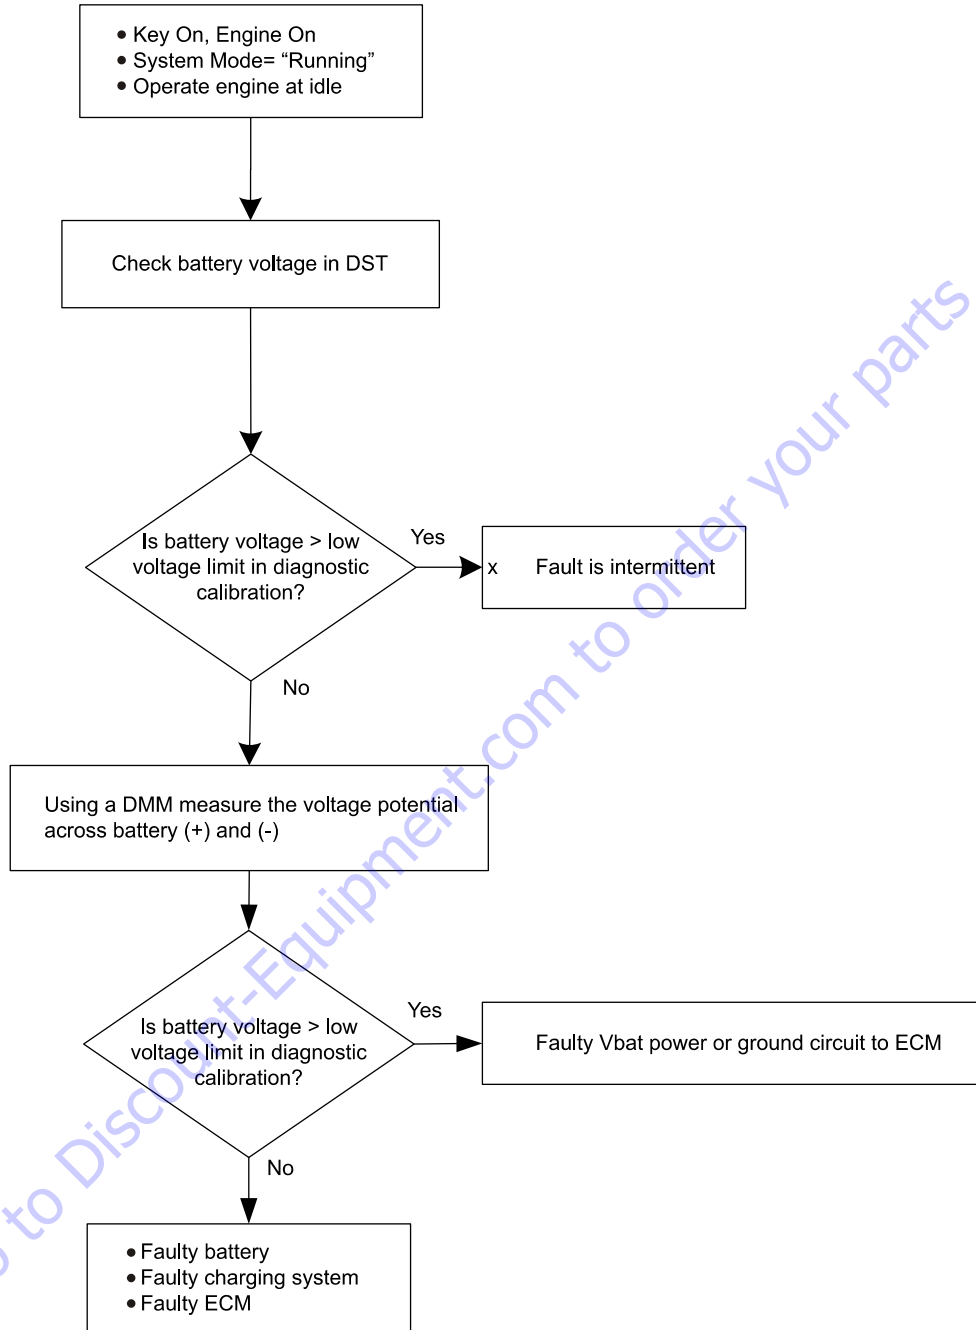 • Key On, Engine On
• System Mode= “Running”
• Operate engine at idle
Check battery voltage in DST
Is battery voltage > low
voltage limit in diagnostic
calibration?
Yes
x Fault is intermittent
No
Using a DMM measure the voltage potential
across battery (+) and (-)
Is battery voltage > low
voltage limit in diagnostic
calibration?
Yes
Faulty Vbat power or ground circuit to ECM
No
• Faulty battery
• Faulty charging system
• Faulty ECM
to Discount-Equipment.com to order your parts